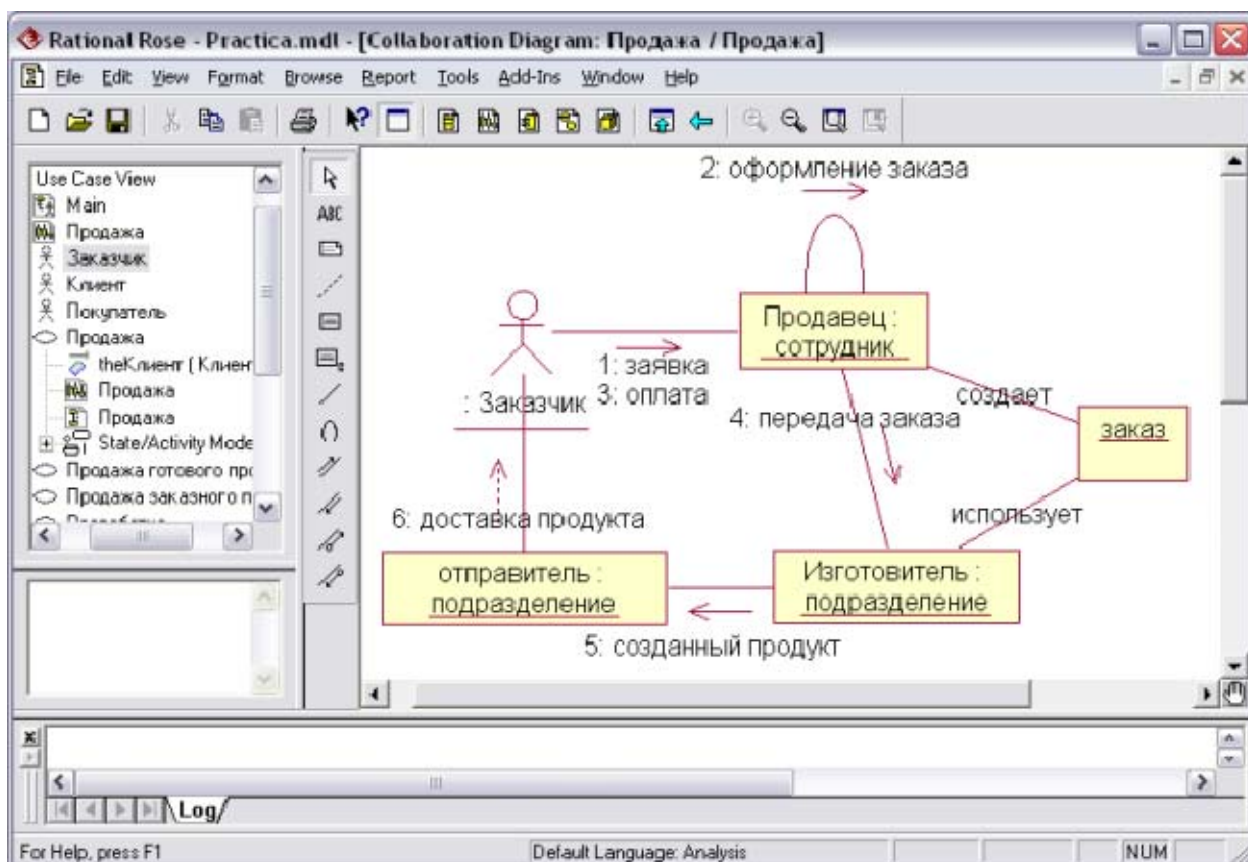 Rational Rose - Practica.mdl - [Collaboration Diagram: Продажа / Продажа]
File Edit View Format Browse Report Tools Add-Ins Window Help
Use Case View
Main
Продажа
Заказчик
Клиент
Покупатель
Продажа
theКлиент ( Клиен
Продажа
Продажа
State/Activity Mode
Продажа готового про
Продажа заказного п
ABC
2: оформление заказа
Продавец :
сотрудник
1: заявка
3: оплата
: Заказчик
создает
4: передача заказа
заказ
6: доставка продукта
использует
отправитель :
подразделение
Изготовитель :
подразделение
5: созданный продукт
Log
For Help, press F1
Default Language: Analysis
NUM